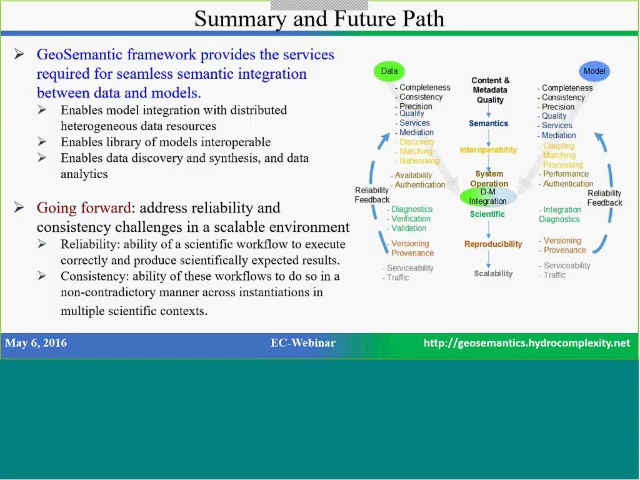 Summary and Future Path
➢ GeoSemantic framework provides the services
required for seamless semantic integration
between data and models.
➢ Enables model integration with distributed
heterogeneous data resources
➢ Enables library of models interoperable
➢ Enables data discovery and synthesis, and data
analytics
➢ Going forward: address reliability and
consistency challenges in a scalable environment
➢ Reliability: ability of a scientific workflow to execute
correctly and produce scientifically expected results.
➢ Consistency: ability of these workflows to do so in a
non-contradictory manner across instantiations in
multiple scientific contexts.
Data
- Completeness
- Consistency
- Precision
- Quality
- Services
- Mediation
- Discovery
- Matching
- Networking
- Availability
- Authentication
- Diagnostics
- Verification
- Validation
- Versioning
- Provenance
- Serviceability
- Traffic
Reliability
Feedback
Content &
Metadata
Quality
Semantics
Interoperability
System
Operation
D-M
Integration
Scientific
Reproducibility
Scalability
Model
- Completeness
- Consistency
- Precision
- Quality
- Services
- Mediation
- Coupling
- Matching
- Processing
- Performance
- Authentication
- Integration
Diagnostics
- Versioning
- Provenance
- Serviceability
- Traffic
Reliability
Feedback
May 6, 2016
EC-Webinar
http://geosemantics.hydrocomplexity.net